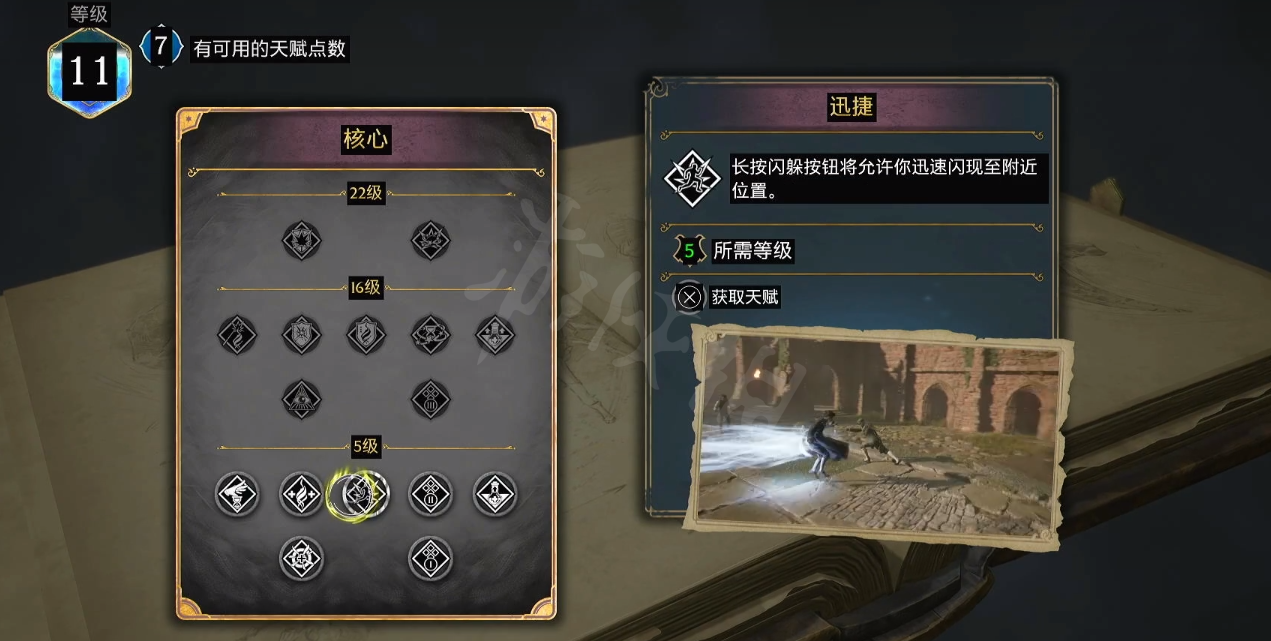 等级
11
7
有可用的天赋点数
核心
22级
16级
5级
迅捷
长按闪躲按钮将允许你迅速闪现至附近
位置。
5 所需等级
获取天赋